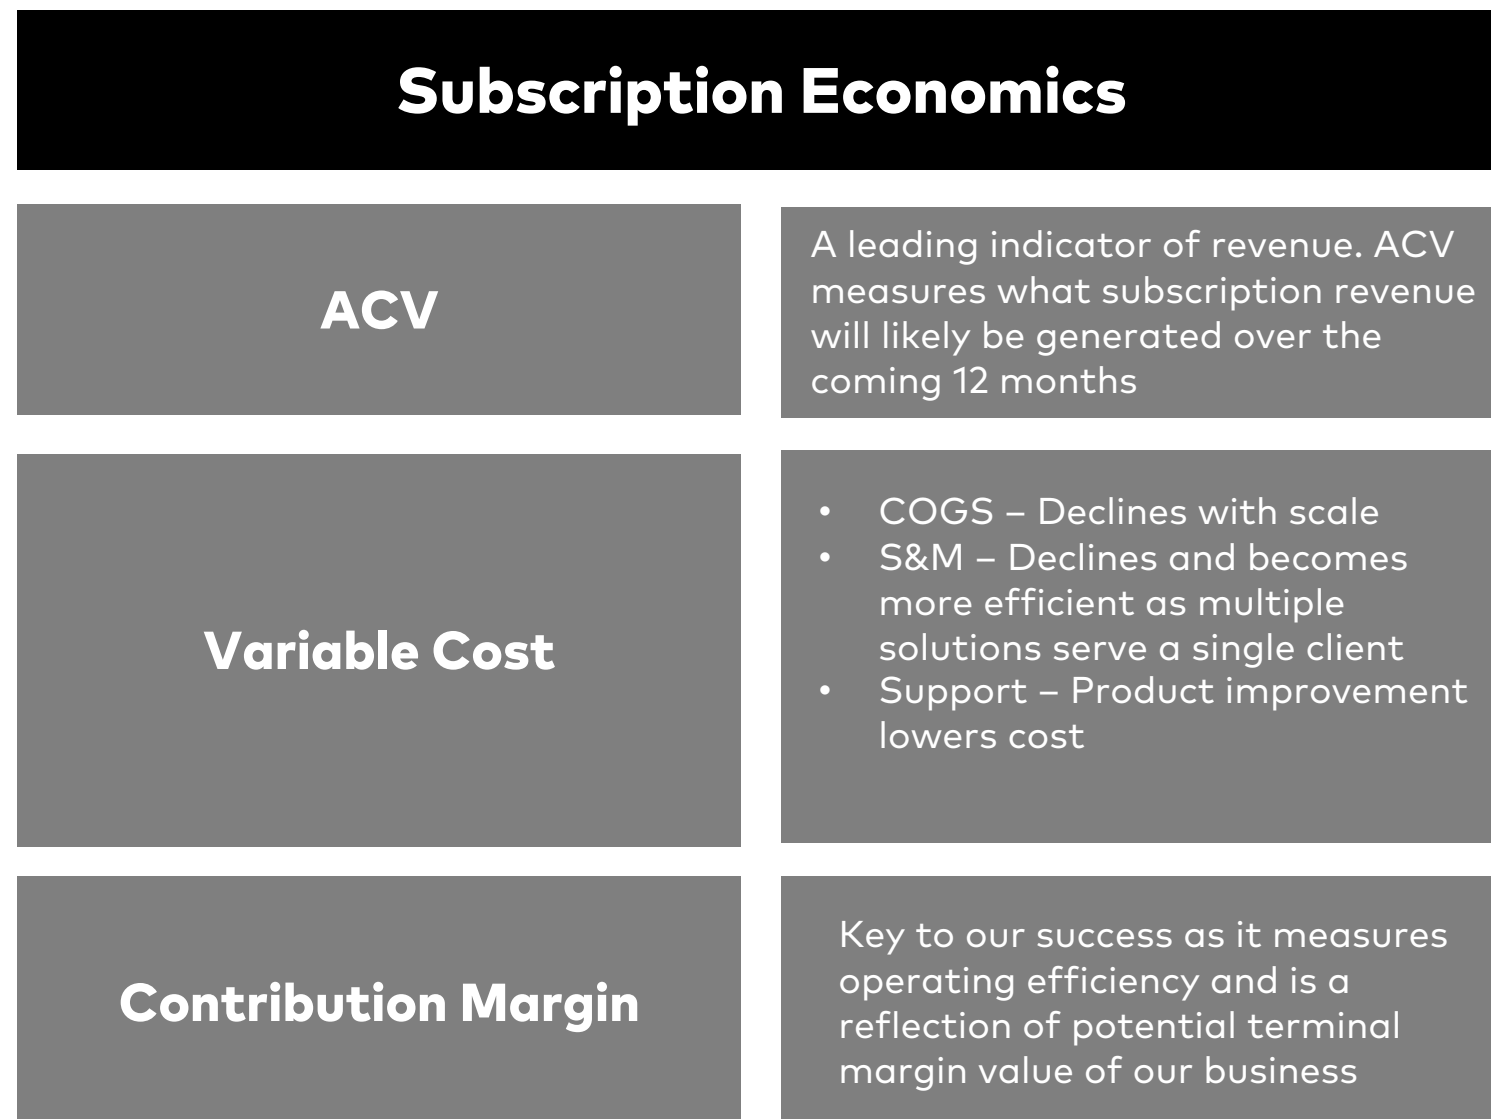 Subscription Economics
ACV
A leading indicator of revenue. ACV
measures what subscription revenue
will likely be generated over the
coming 12 months
Variable Cost
• COGS – Declines with scale
• S&M – Declines and becomes
more efficient as multiple
solutions serve a single client
• Support – Product improvement
lowers cost
Contribution Margin
Key to our success as it measures
operating efficiency and is a
reflection of potential terminal
margin value of our business